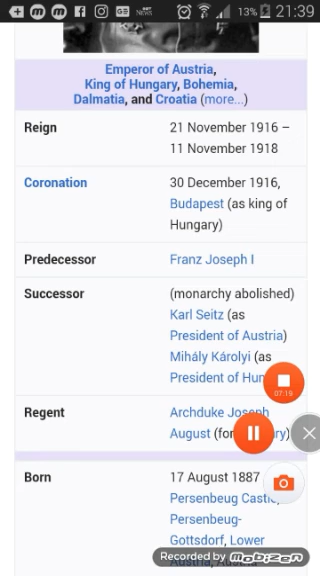 13% 21:39
Emperor of Austria,
King of Hungary, Bohemia,
Dalmatia, and Croatia (more...)
Reign 21 November 1916 –
11 November 1918
Coronation 30 December 1916,
Budapest (as king of
Hungary)
Predecessor Franz Joseph I
Successor (monarchy abolished)
Karl Seitz (as
President of Austria)
Mihály Károlyi (as
President of Hun
07:19
Regent Archduke Joseph
August (for ry)
Born 17 August 1887
Persenbeug Castle,
Persenbeug-
Gottsdorf, Lower
Recorded by Mobizen